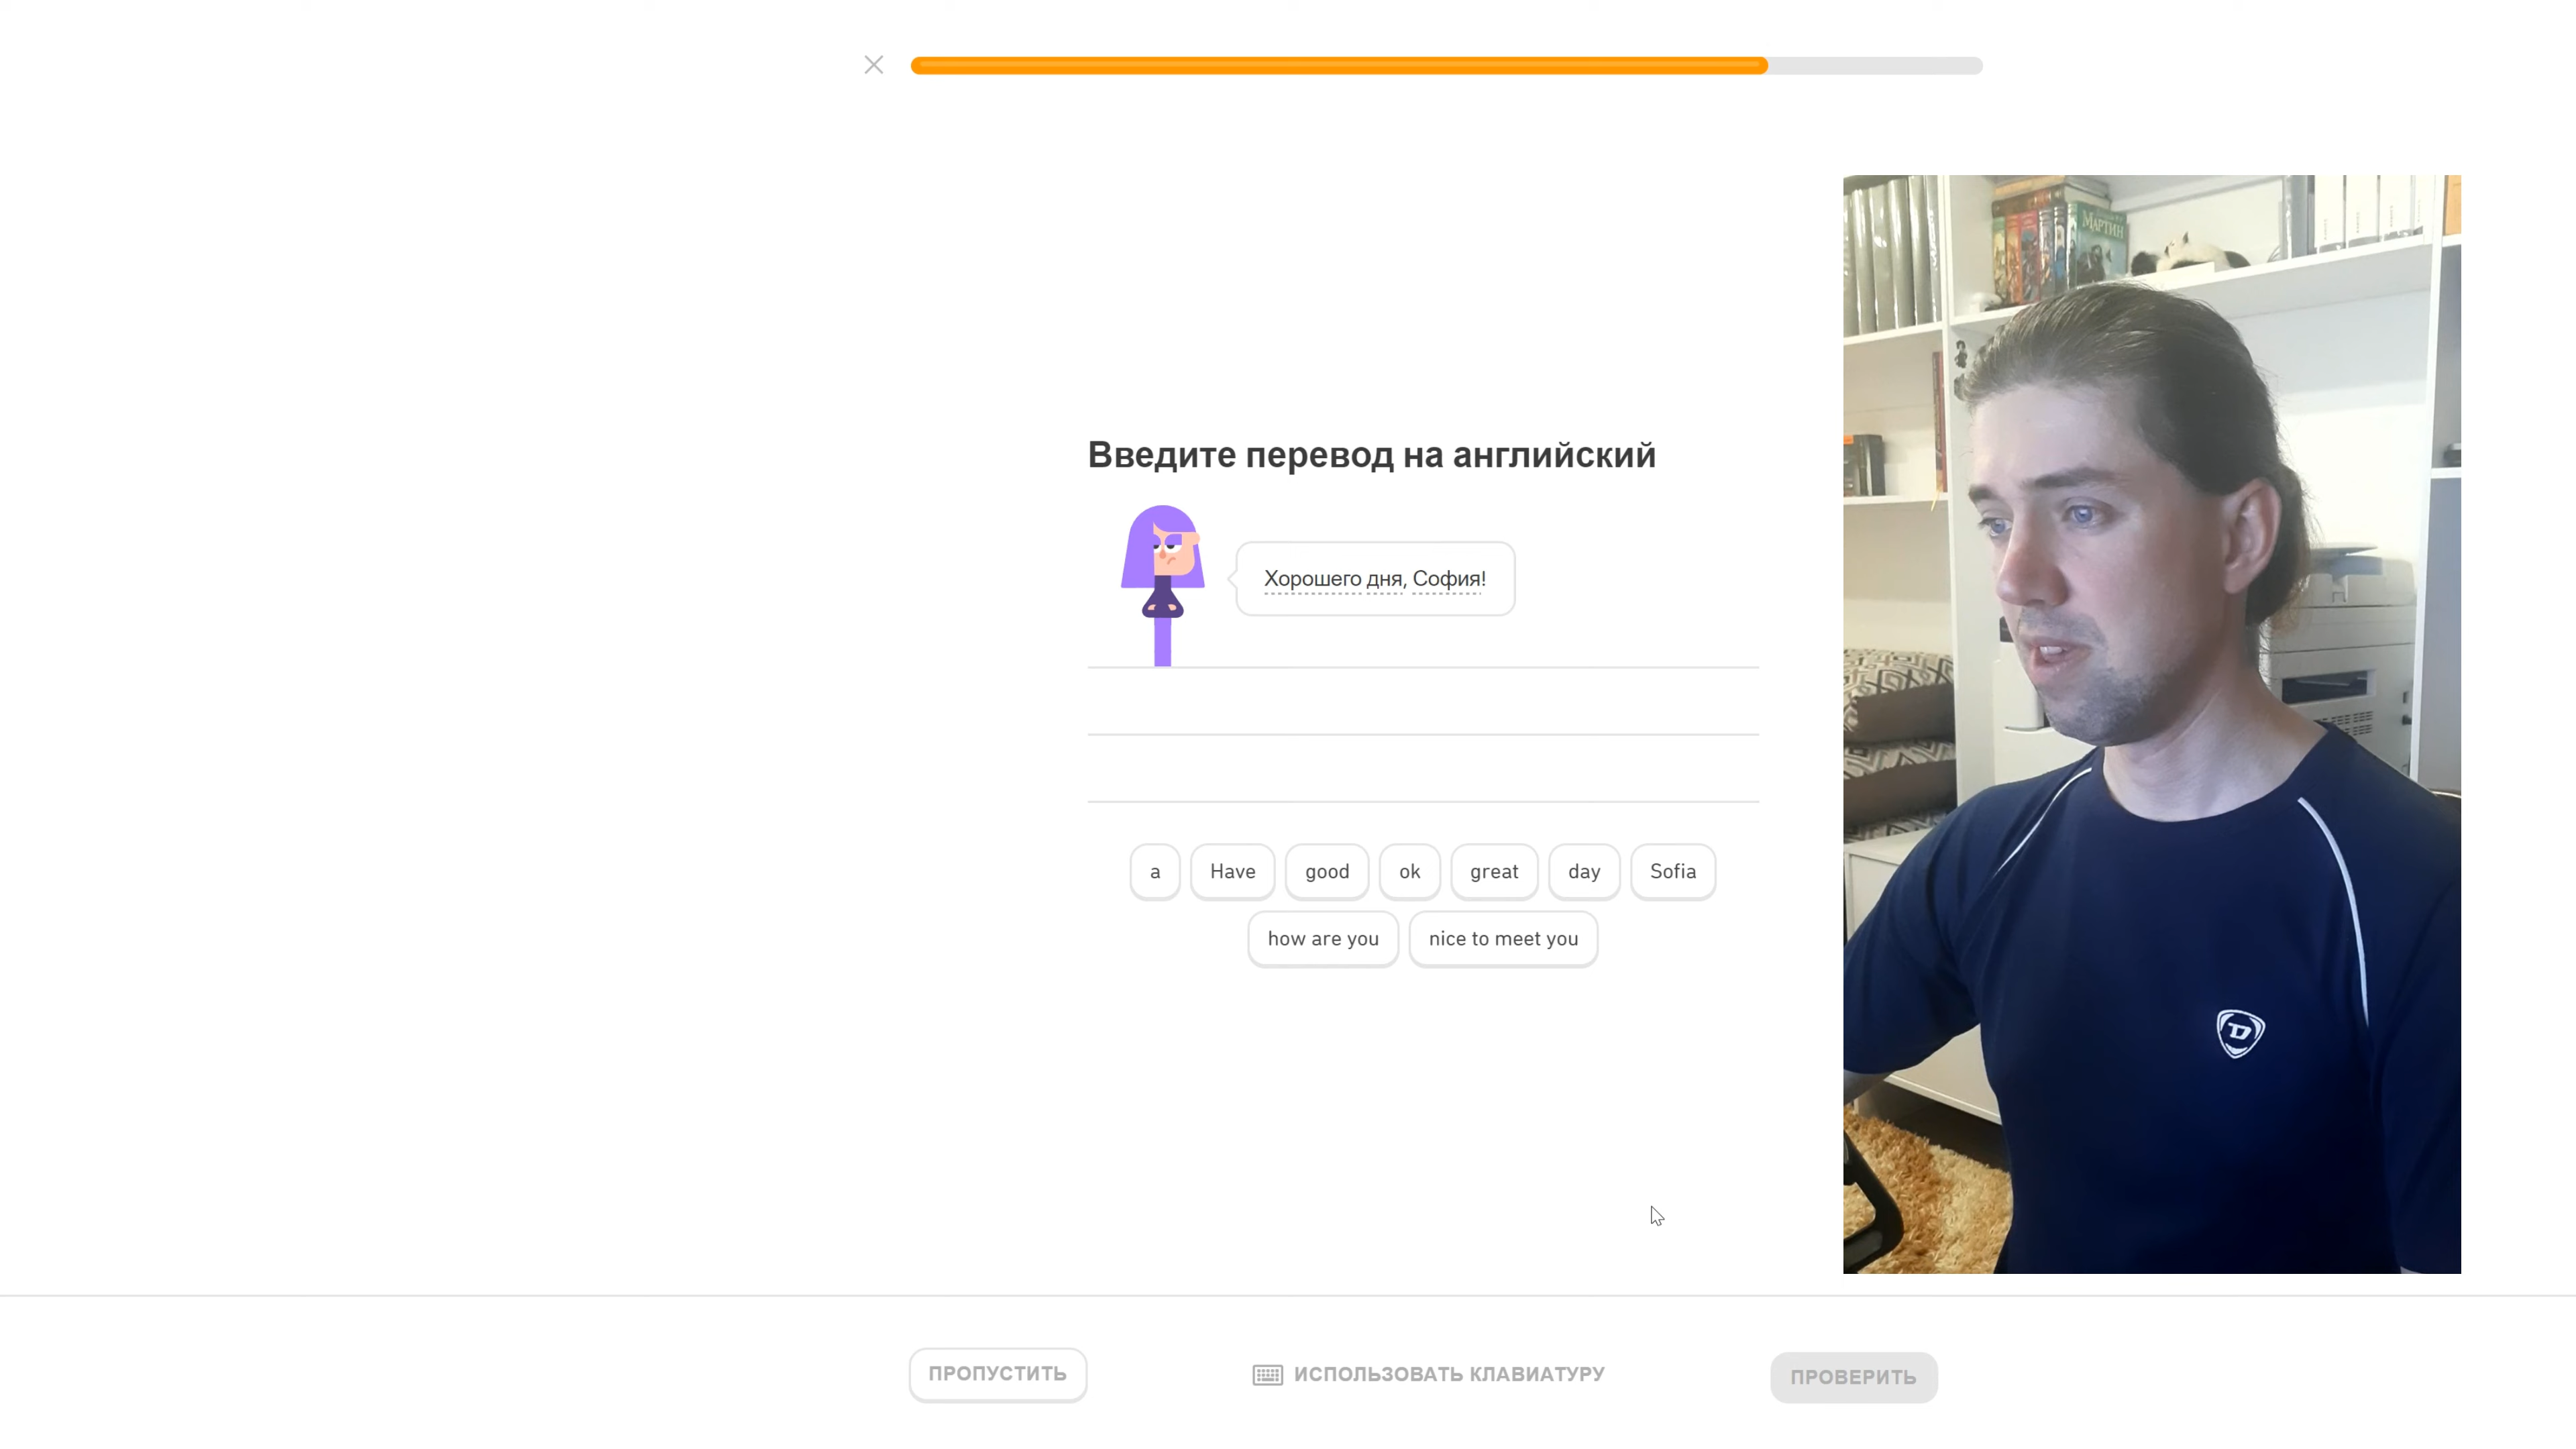 Мартин
Введите перевод на английский
Хорошего дня, София!
a Have good ok great day Sofia
how are you nice to meet you
D
ПРОПУСТИТЬ ИСПОЛЬЗОВАТЬ КЛАВИАТУРУ ПРОВЕРИТЬ